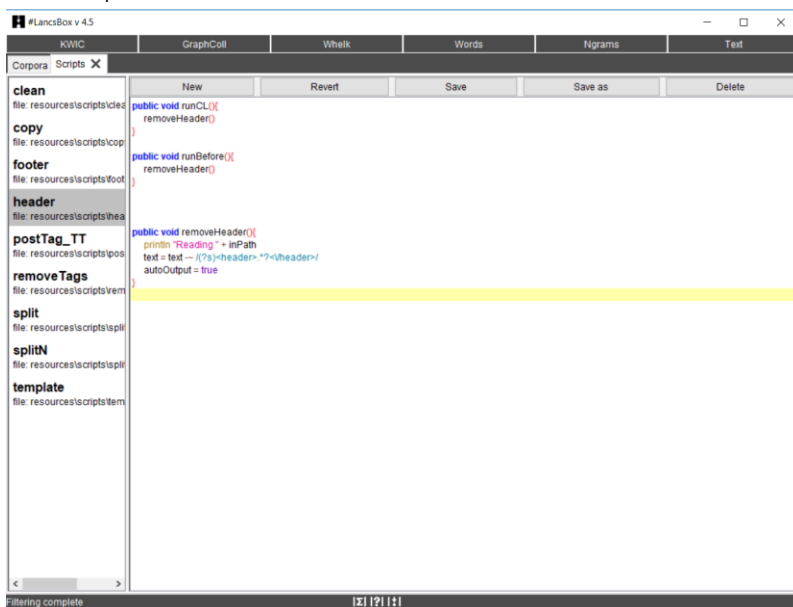 #LancsBox v 4.5
KWIC GraphColl Whelk Words Ngrams Text
Corpora Scripts
New Revert Save Save as Delete
clean
file: resources\scripts\clea
copy
file: resources\scripts\cop
footer
file: resources\scripts\foot
header
file: resources\scripts\hea
postTag_TT
file: resources\scripts\pos
removeTags
file: resources\scripts\rem
split
file: resources\scripts\spli
splitN
file: resources\scripts\spli
template
file: resources\scripts\tem
public void runCL(){
removeHeader()
}
public void runBefore(){
removeHeader()
}
public void removeHeader(){
println "Reading " + inPath
text = text -~ /(?s)<header>.*?<\/header>/
autoOutput = true
}
Filtering complete
|Σ| |?| |‡|